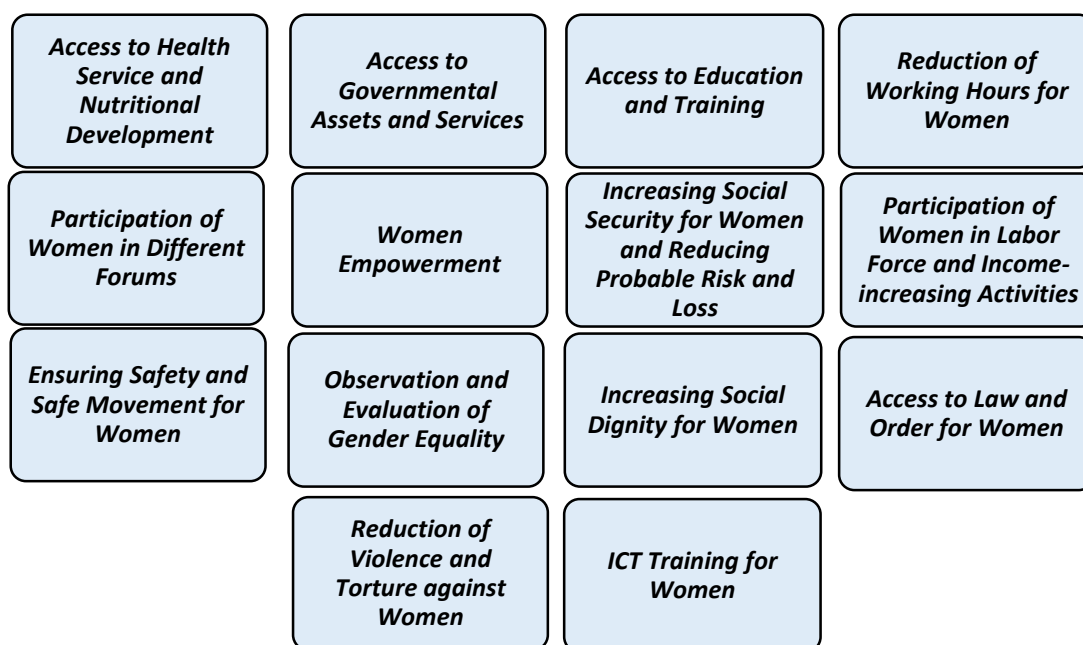 Access to Health
Service and
Nutritional
Development
Access to
Governmental
Assets and Services
Access to Education
and Training
Reduction of
Working Hours for
Women
Participation of
Women in Different
Forums
Women
Empowerment
Increasing Social
Security for Women
and Reducing
Probable Risk and
Loss
Participation of
Women in Labor
Force and Income-
increasing Activities
Ensuring Safety and
Safe Movement for
Women
Observation and
Evaluation of
Gender Equality
Increasing Social
Dignity for Women
Access to Law and
Order for Women
Reduction of
Violence and
Torture against
Women
ICT Training for
Women